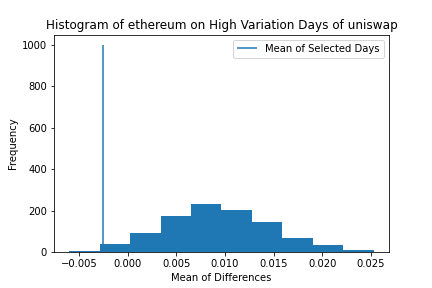 Histogram of ethereum on High Variation Days of uniswap
Mean of Selected Days
1000
800
600
400
200
0
Frequency
−0.005 0.000 0.005 0.010 0.015 0.020 0.025
Mean of Differences